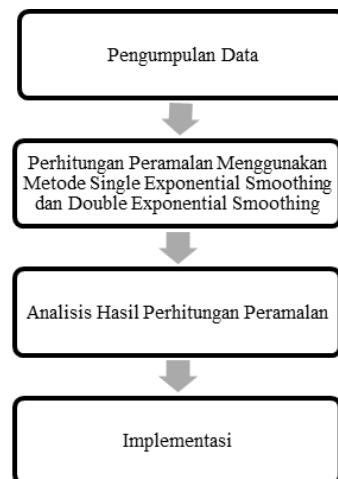 Pengumpulan Data
Perhitungan Peramalan Menggunakan
Metode Single Exponential Smoothing
dan Double Exponential Smoothing
Analisis Hasil Perhitungan Peramalan
Implementasi